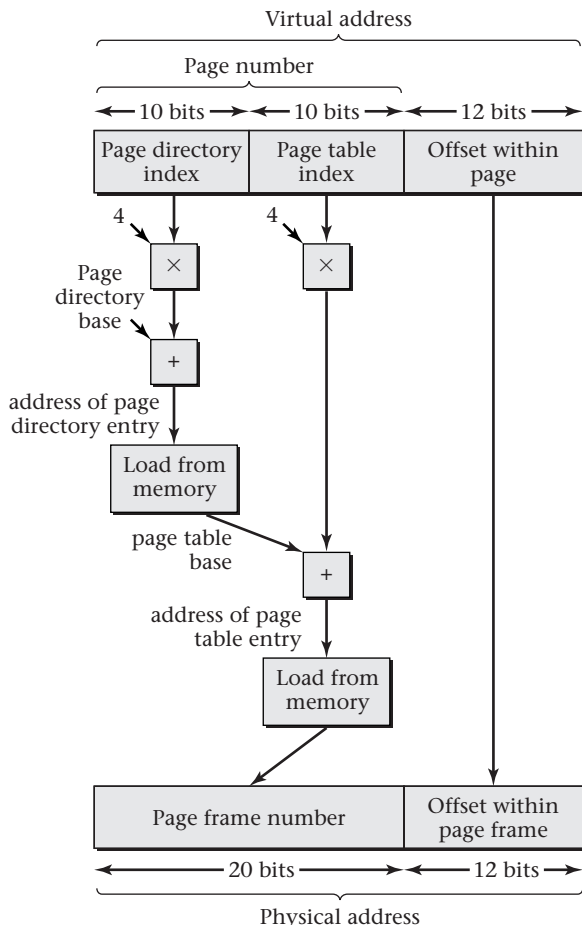 Virtual address
Page number
10 bits
10 bits
12 bits
Page directory
index
Page table
index
Offset within
page
4
4
×
×
Page
directory
base
+
address of page
directory entry
Load from
memory
page table
base
+
address of page
table entry
Load from
memory
Page frame number
Offset within
page frame
20 bits
12 bits
Physical address